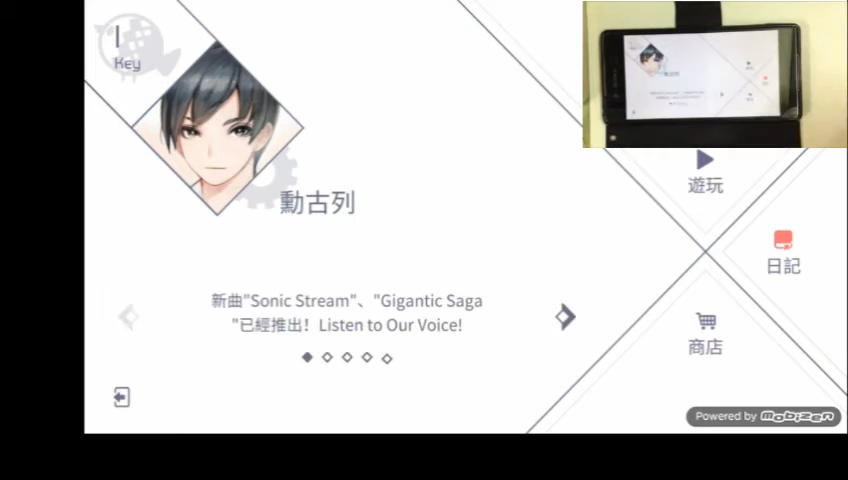 Key
勳古列
遊玩
日記
新曲"Sonic Stream"、"Gigantic Saga
"已經推出！Listen to Our Voice!
商店
Powered by mobizen